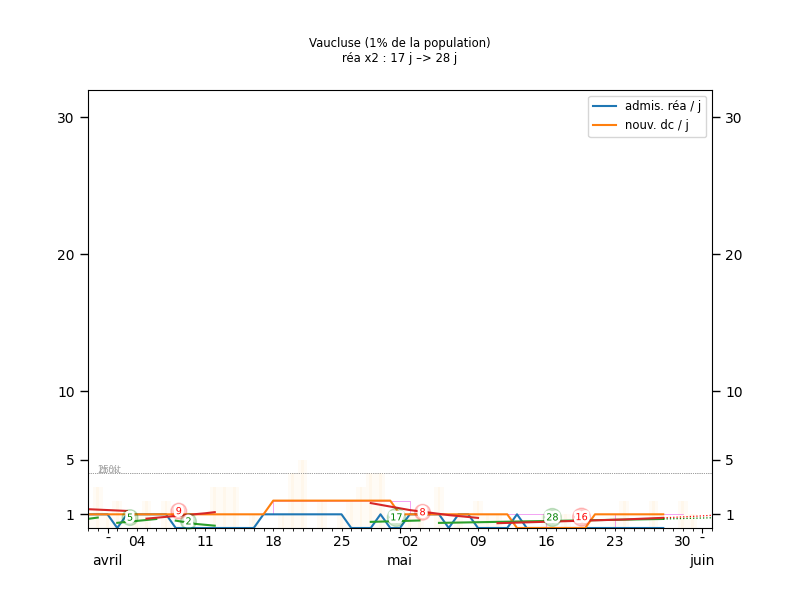 Vaucluse (1% de la population)
réa x2 : 17 j –> 28 j
admis. réa / j
nouv. dc / j
30 30
20 20
10 10
5 5
1 1
5 9 2 17 8 28 16
- 04 11 18 25 - 02 09 16 23 30 -
avril mai juin